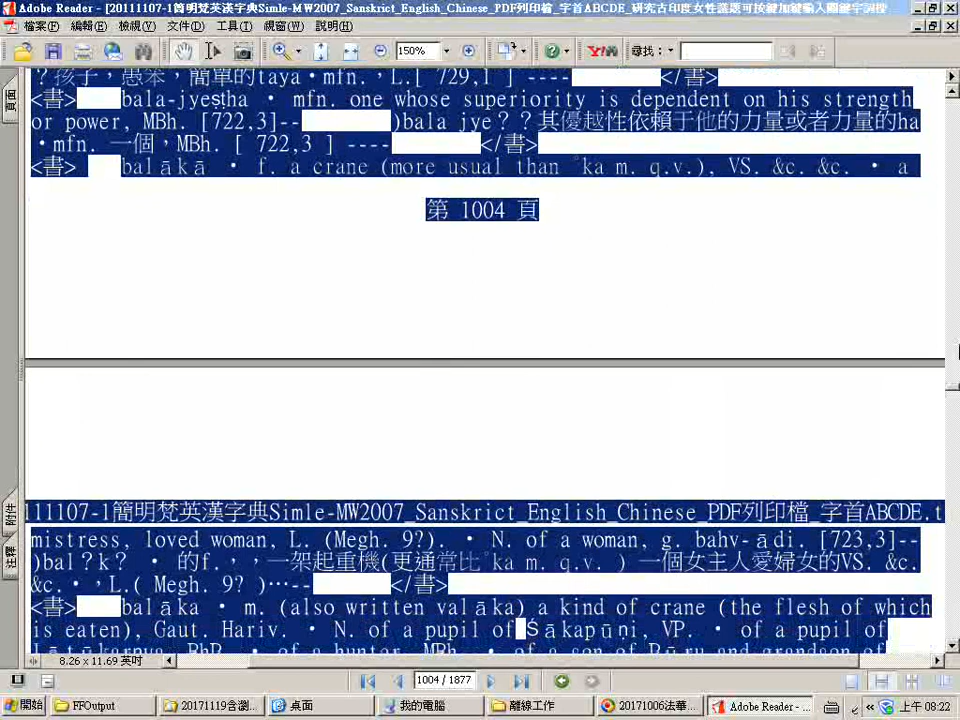 Adobe Reader - [20111107-1簡明梵英漢字典Simle-MW2007_Sanskrict_English_Chinese_PDF列印檔_字首ABCDE_研究古印度女性議題可按鍵加鍵輸入關鍵字詞搜
檔案(F) 編輯(E) 檢視(V) 文件(D) 工具(T) 視窗(W) 說明(H)
150% Y! 尋找:
頁面
？孩子，愚笨，簡單的taya‧mfn.，L.[ 729,1 ] ---- </書>
<書> bala-jyeṣṭha ‧ mfn. one whose superiority is dependent on his strength
or power, MBh. [722,3]-- )bala jye？？其優越性依賴于他的力量或者力量的ha
‧mfn. 一個，MBh. [ 722,3 ] ---- </書>
<書> balākā ‧ f. a crane (more usual than °ka m. q.v.), VS. &c. &c. ‧ a
第 1004 頁
附件
註釋
111107-1簡明梵英漢字典Simle-MW2007_Sanskrict_English_Chinese_PDF列印檔_字首ABCDE.t
mistress, loved woman, L. (Megh. 9?) ‧ N. of a woman, g. bahv-ādi. [723,3]--
)bal？k？ ‧ 的f.，，一架起重機(更通常比°ka m. q.v. ) 一個女主人愛婦女的VS. &c.
&c.‧，L.( Megh. 9? )…-- </書>
<書> balāka ‧ m. (also written valāka) a kind of crane (the flesh of which
is eaten), Gaut. Hariv. ‧ N. of a pupil of Śākapūṇi, VP. ‧ of a pupil of
Jātūkarṇya, BhP. ‧ of a hunter, MBh. ‧ of a son of Pūru and grandson of
8.26 x 11.69 英吋
1004 / 1877
開始 FFOutput 20171119含瀏... 桌面 我的電腦 離線工作 20171006法華... Adobe Reader -... 上午 08:22